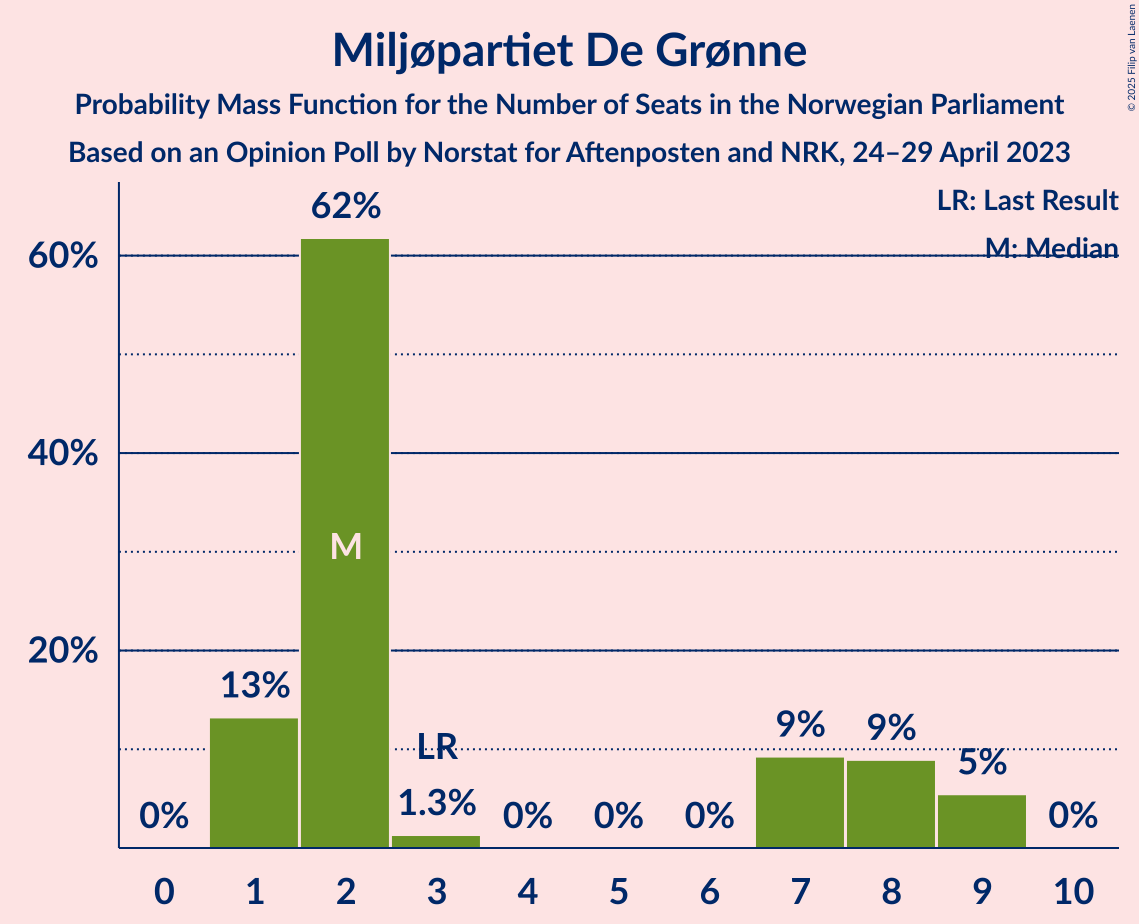 Miljøpartiet De Grønne
Probability Mass Function for the Number of Seats in the Norwegian Parliament
Based on an Opinion Poll by Norstat for Aftenposten and NRK, 24–29 April 2023
© 2025 Filip van Laenen
LR: Last Result
M: Median
62%
60%
40%
M
20%
13%
LR
9%
9%
5%
0%
1.3%
0%
0%
0%
0%
0 1 2 3 4 5 6 7 8 9 10